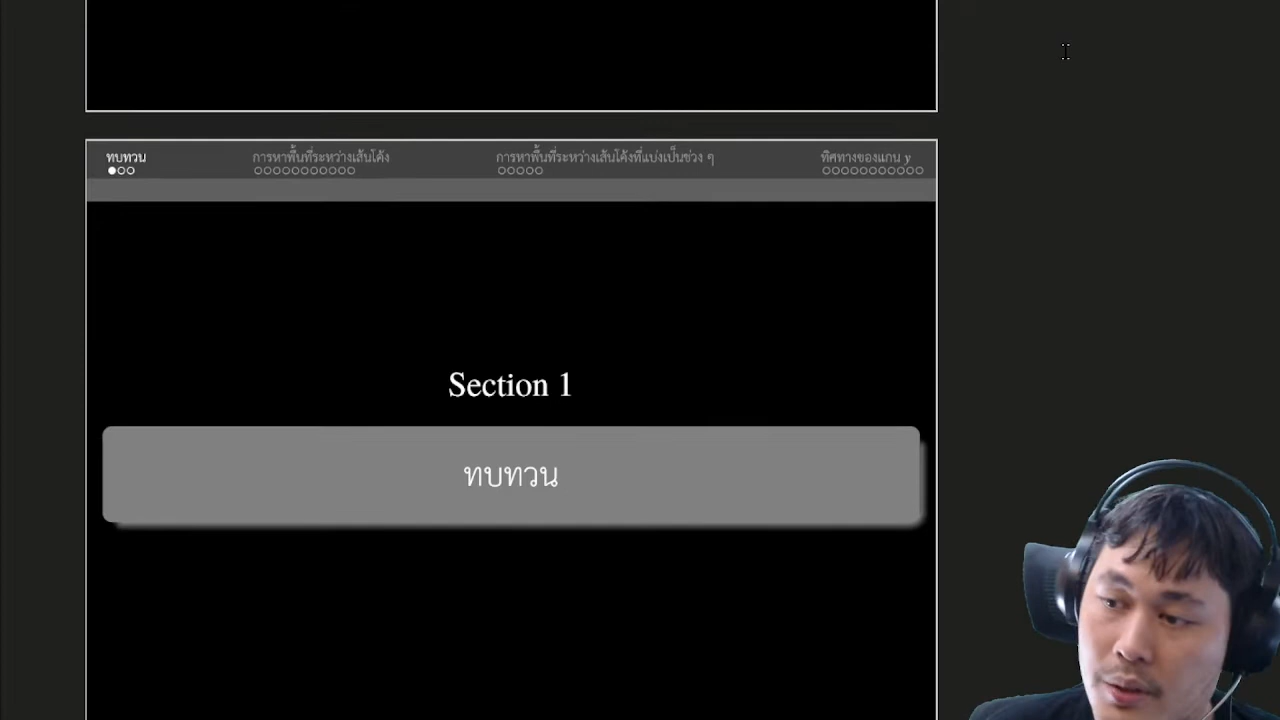 ทบทวน
การหาพื้นที่ระหว่างเส้นโค้ง
การหาพื้นที่ระหว่างเส้นโค้งที่แบ่งเป็นช่วง ๆ
ทิศทางของแกน y
Section 1
ทบทวน